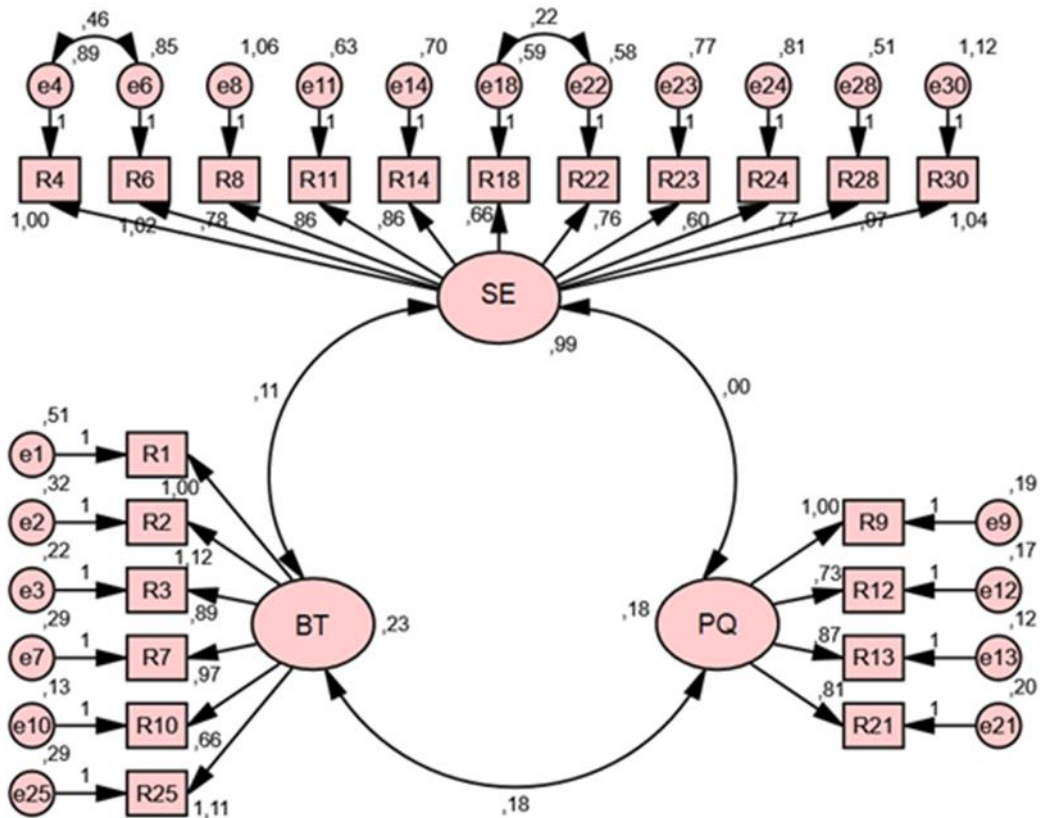 ,46 ,22
,89 ,85 1,06 ,63 ,70 ,59 ,58 ,77 ,81 ,51 1,12
e4 e6 e8 e11 e14 e18 e22 e23 e24 e28 e30
1 1 1 1 1 1 1 1 1 1 1
R4 R6 R8 R11 R14 R18 R22 R23 R24 R28 R30
1,00 1,02 ,78 ,86 ,86 ,66 ,76 ,60 ,77 ,97 1,04
SE
,99
,11 ,00
,51
e1 1 R1
1,00
,32
e2 1 R2
1,12
,22
e3 1 R3
,89
,29
e7 1 R7
,97
,13
e10 1 R10
,66
,29
e25 1 R25
1,11
BT ,23
,18 PQ
,19
1,00 R9 1 e9
,17
,73 R12 1 e12
,12
,87 R13 1 e13
,20
,81 R21 1 e21
,18